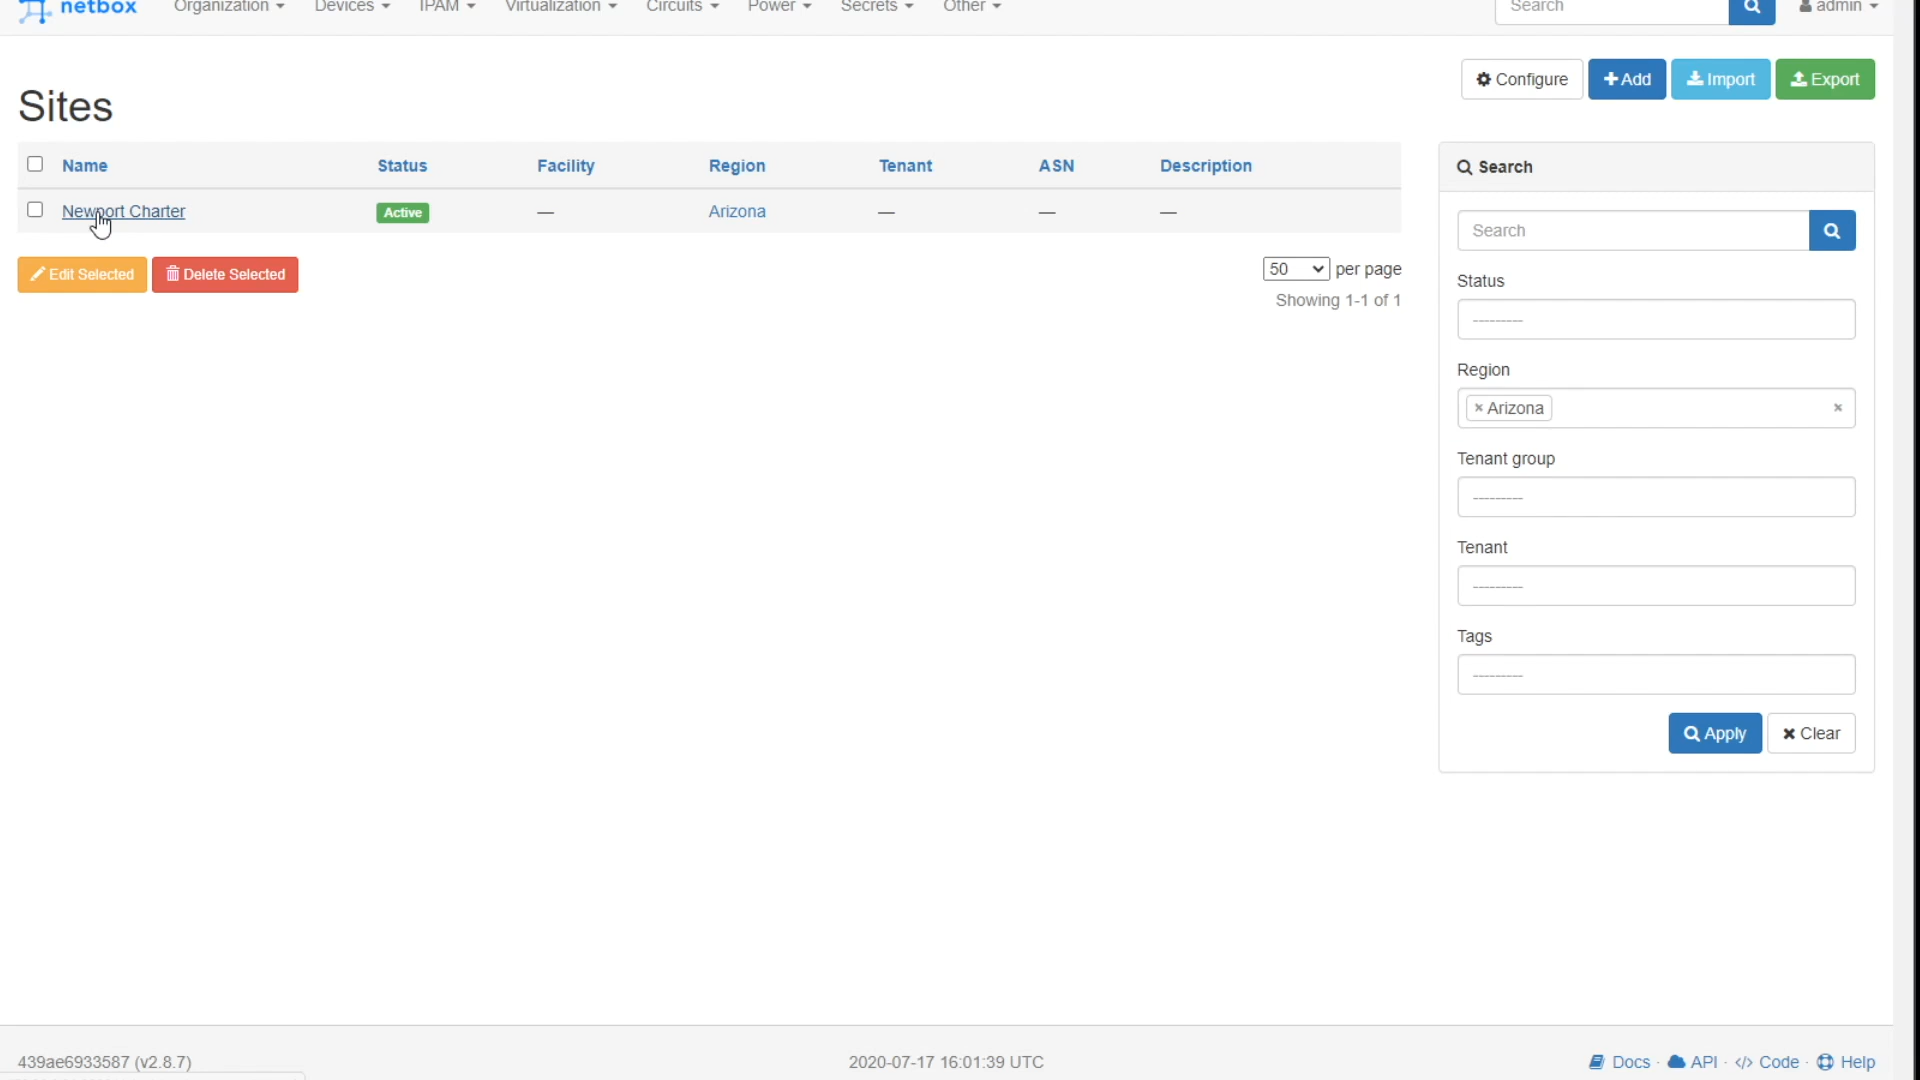 netbox Organization Devices IPAM Virtualization Circuits Power Secrets Other Search admin
Configure Add Import Export
Sites
Name Status Facility Region Tenant ASN Description
Newport Charter Active — Arizona — — —
Edit Selected Delete Selected
50 per page
Showing 1-1 of 1
Search
Search
Status
---------
Region
× Arizona ×
Tenant group
---------
Tenant
---------
Tags
---------
Apply Clear
439ae6933587 (v2.8.7) 2020-07-17 16:01:39 UTC Docs · API · Code · Help